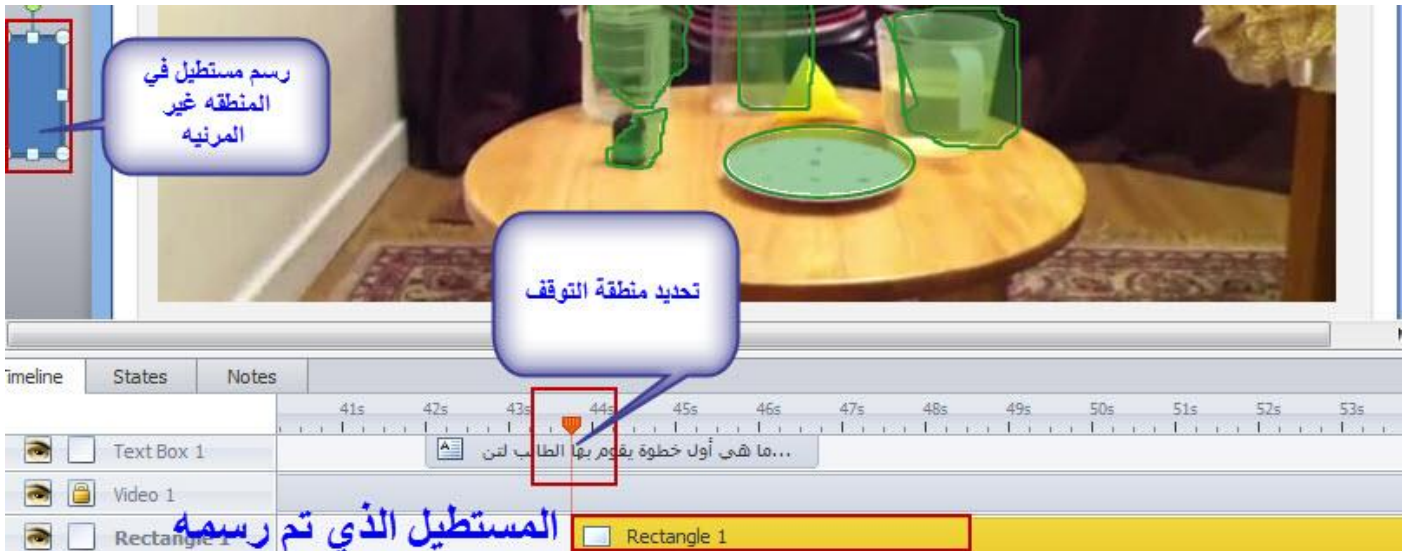 رسم مستطيل في
المنطقه غير
المرئيه
تحديد منطقة التوقف
Timeline States Notes
41s 42s 43s 44s 45s 46s 47s 48s 49s 50s 51s 52s 53s
Text Box 1
ما هي أول خطوة يقوم بها الطالب لتن...
Video 1
Rectangle 1
المستطيل الذي تم رسمه
Rectangle 1